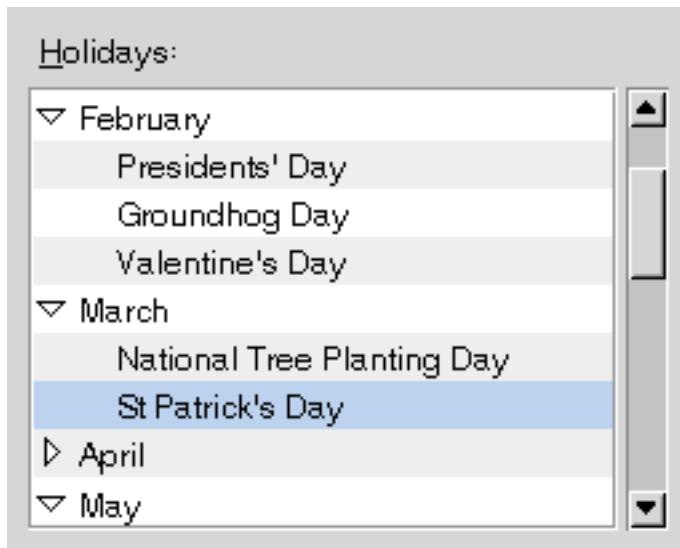 Holidays:
February
Presidents' Day
Groundhog Day
Valentine's Day
March
National Tree Planting Day
St Patrick's Day
April
May